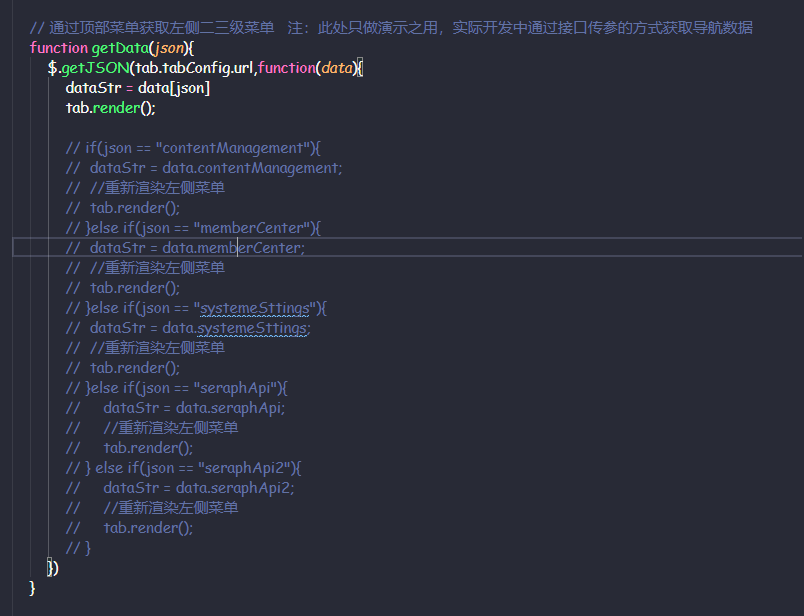 // 通过顶部菜单获取左侧二三级菜单   注：此处只做演示之用，实际开发中通过接口传参的方式获取导航数据
function getData(json){
$.getJSON(tab.tabConfig.url,function(data){
dataStr = data[json]
tab.render();
// if(json == "contentManagement"){
//  dataStr = data.contentManagement;
//  //重新渲染左侧菜单
//  tab.render();
// }else if(json == "memberCenter"){
//  dataStr = data.memberCenter;
//  //重新渲染左侧菜单
//  tab.render();
// }else if(json == "systemeSttings"){
//  dataStr = data.systemeSttings;
//  //重新渲染左侧菜单
//  tab.render();
// }else if(json == "seraphApi"){
//     dataStr = data.seraphApi;
//     //重新渲染左侧菜单
//     tab.render();
// } else if(json == "seraphApi2"){
//     dataStr = data.seraphApi2;
//     //重新渲染左侧菜单
//     tab.render();
// }
})
}